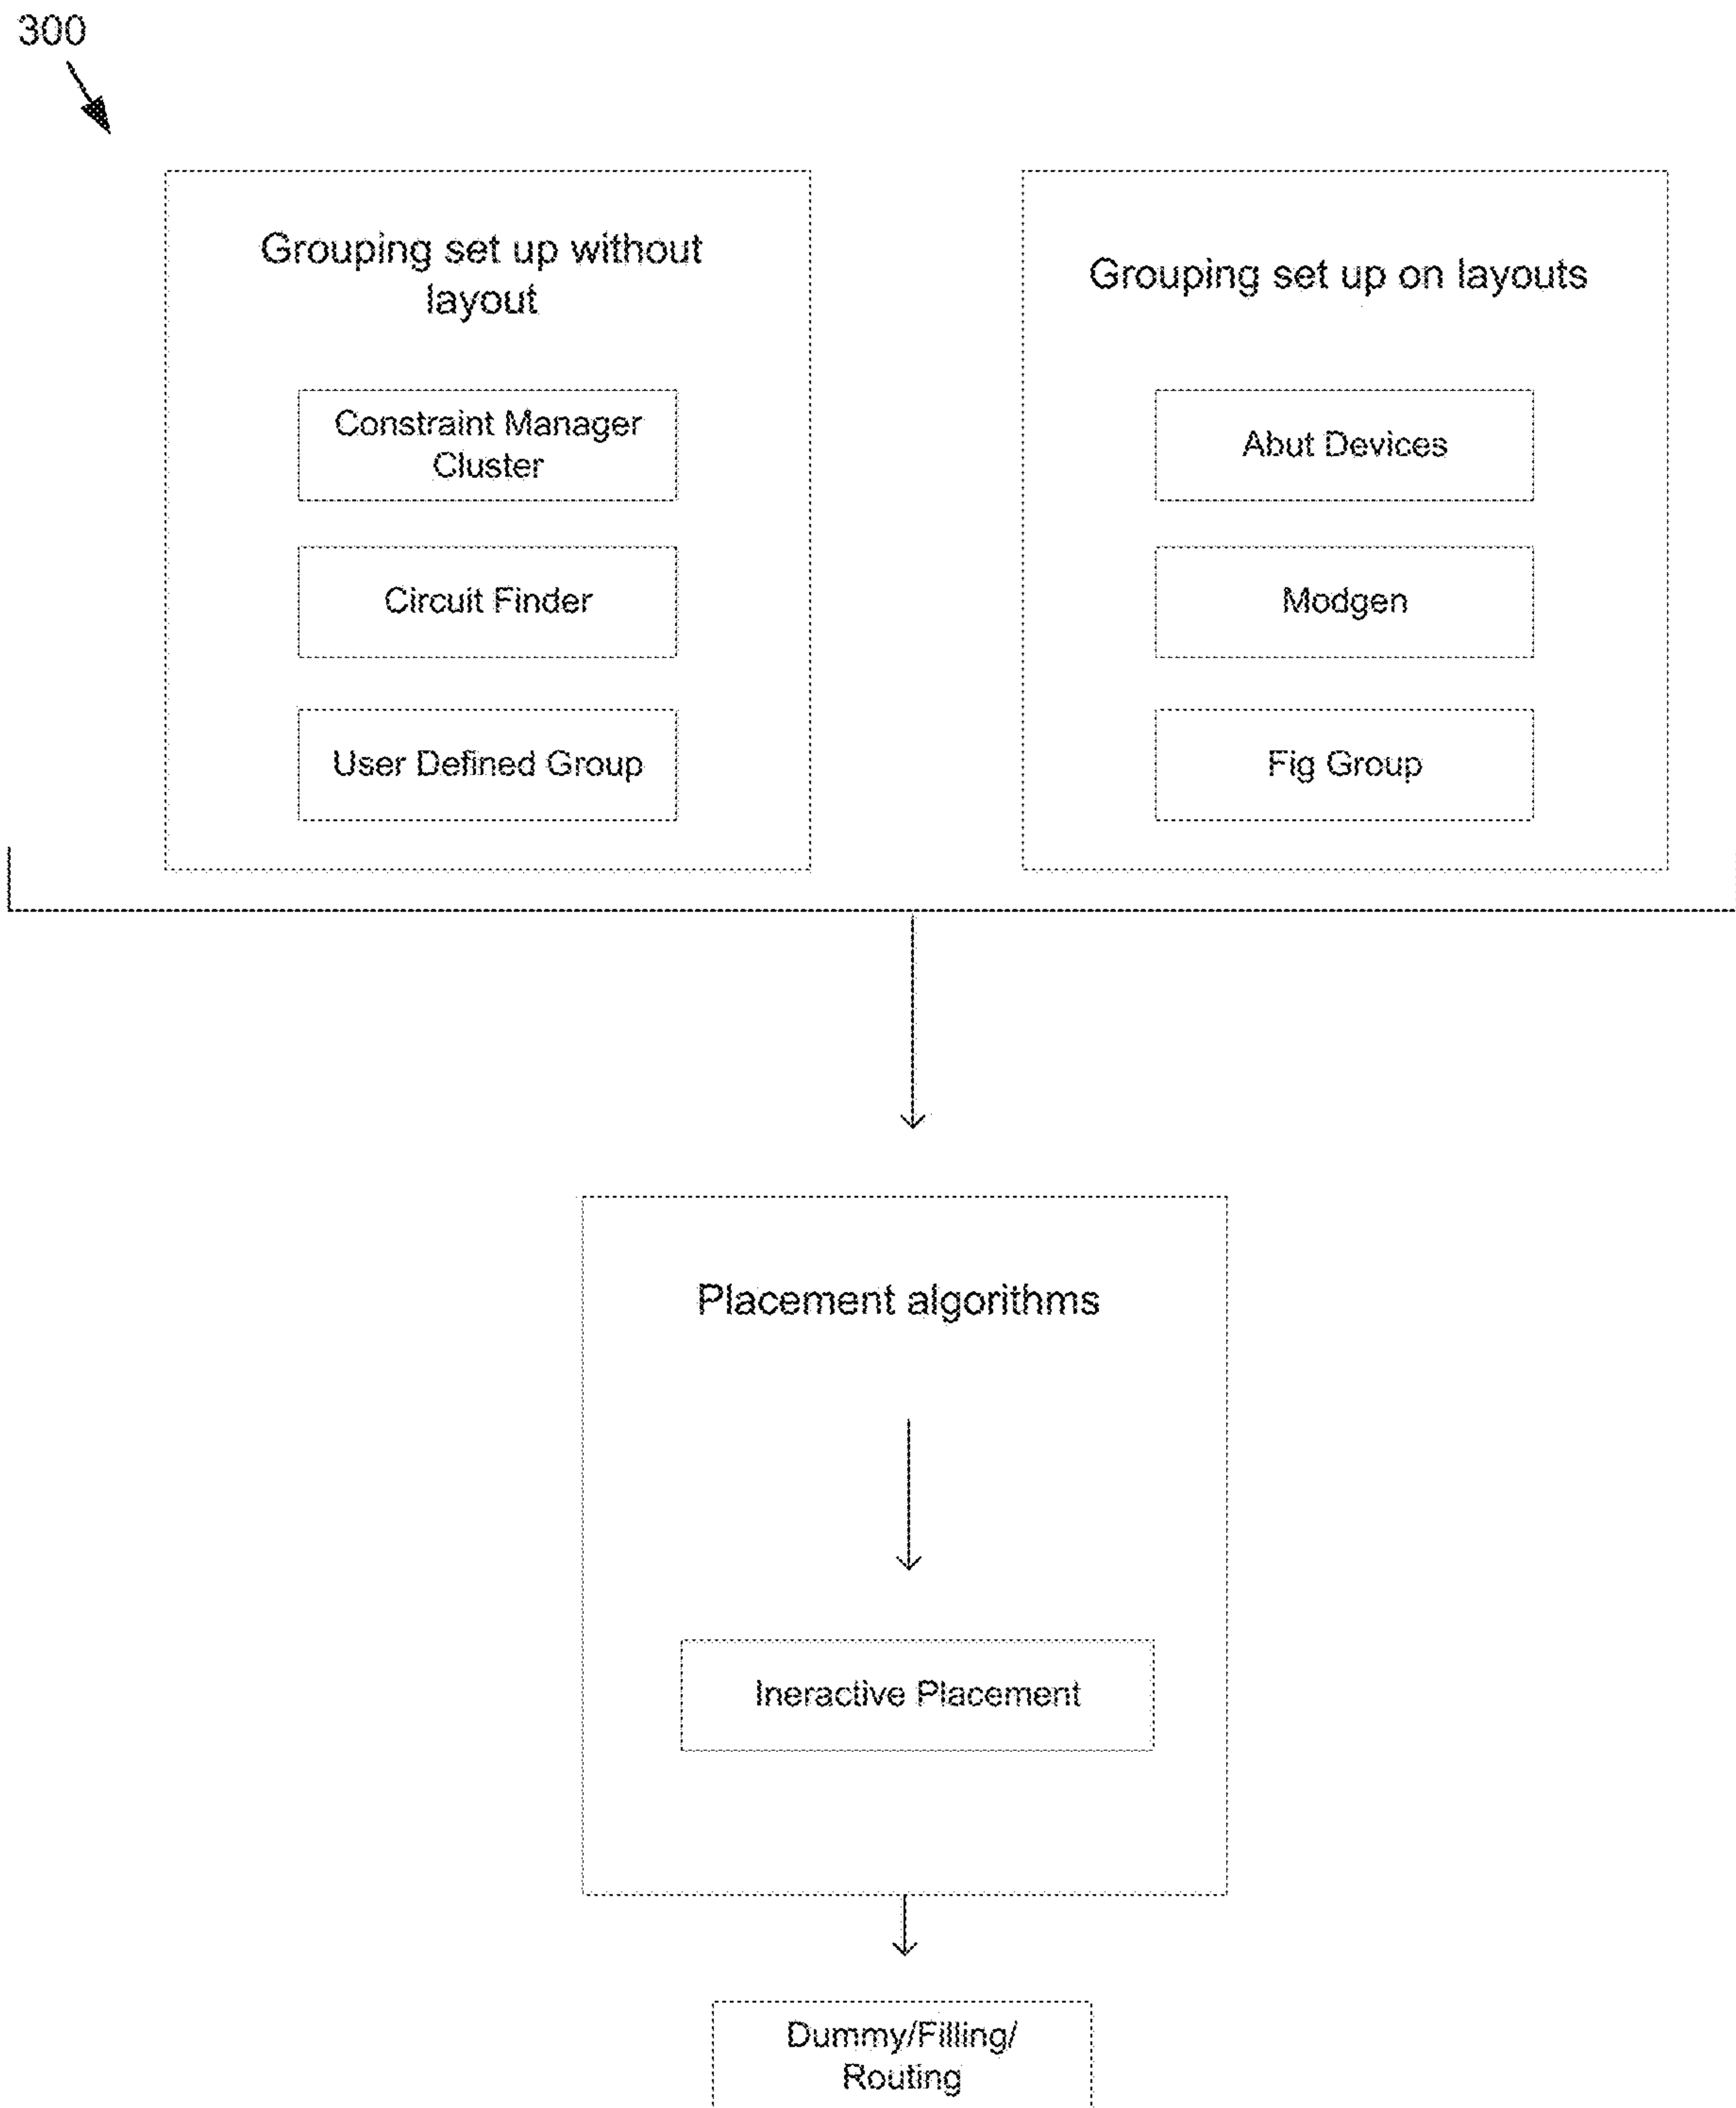 300
Grouping set up without
layout
Constraint Manager
Cluster
Circuit Finder
User Defined Group
Grouping set up on layouts
Abut Devices
Modgen
Fig Group
Placement algorithms
Ineractive Placement
Dummy/Filling/
Routing